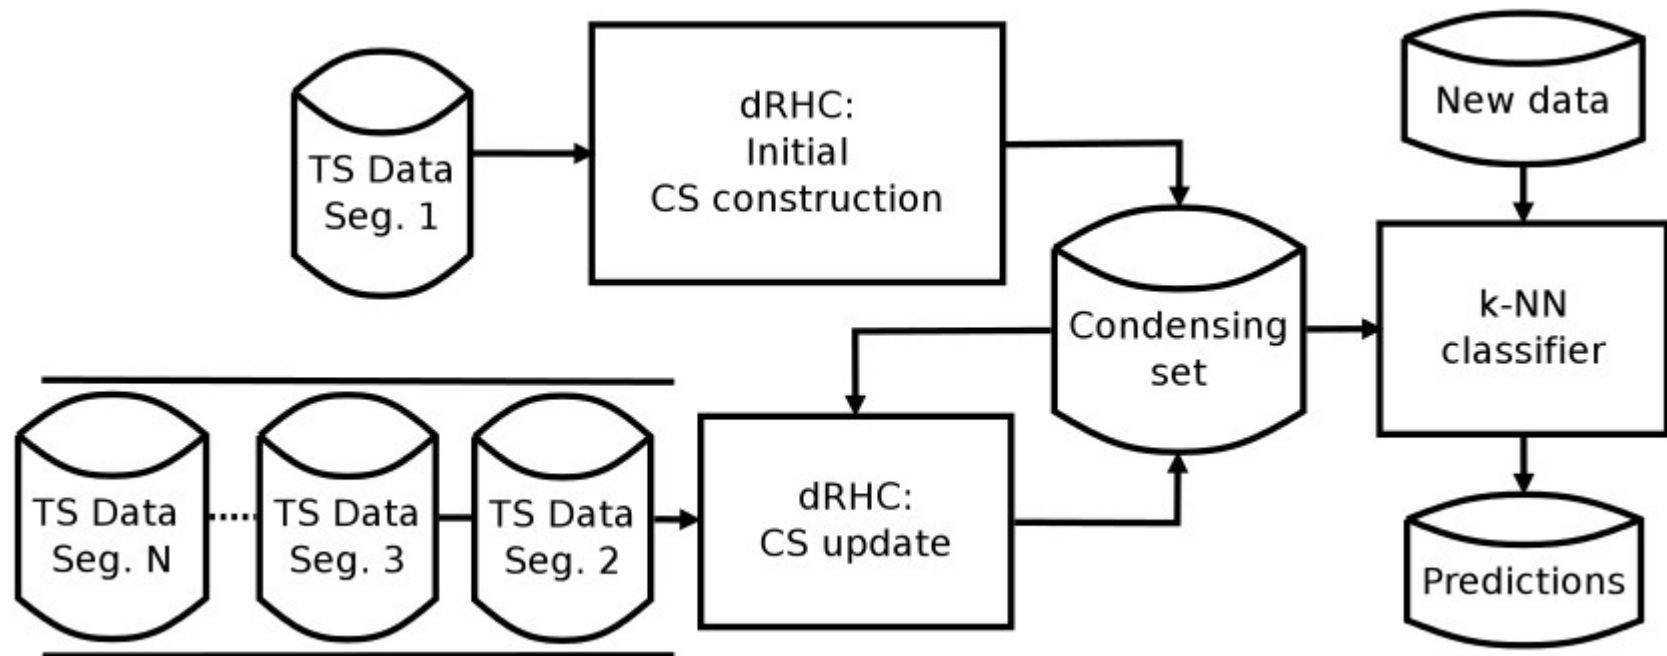 TS Data
Seg. 1
dRHC:
Initial
CS construction
New data
Condensing
set
k-NN
classifier
TS Data
Seg. N
TS Data
Seg. 3
TS Data
Seg. 2
dRHC:
CS update
Predictions